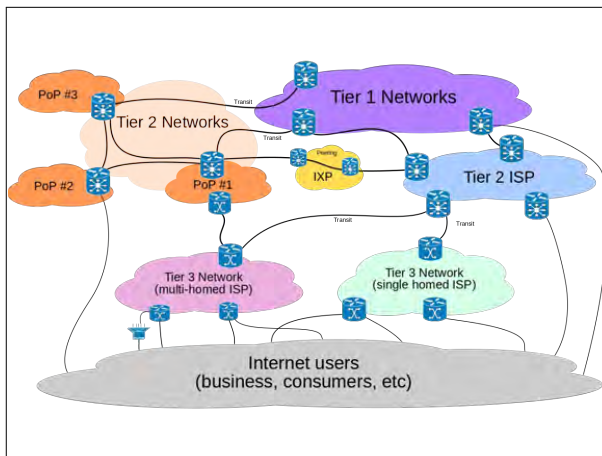 PoP #3
Transit
Tier 1 Networks
Tier 2 Networks
Transit
Peering
IXP
PoP #2
PoP #1
Tier 2 ISP
Transit
Transit
Tier 3 Network
(multi-homed ISP)
Tier 3 Network
(single homed ISP)
Internet users
(business, consumers, etc)